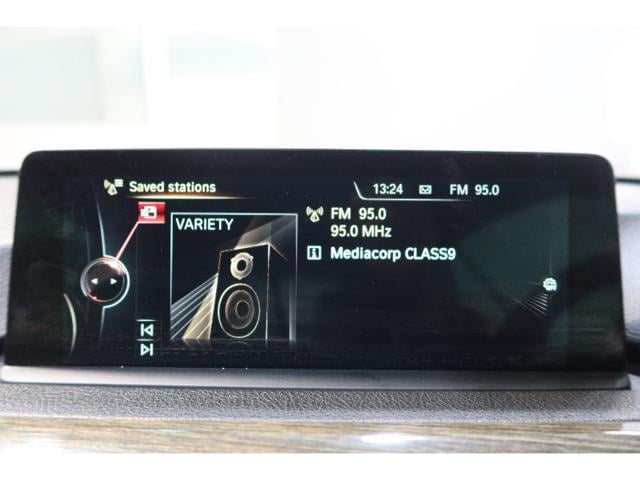 Saved stations
13:24
FM 95.0
VARIETY
FM 95.0
95.0 MHz
Mediacorp CLASS9